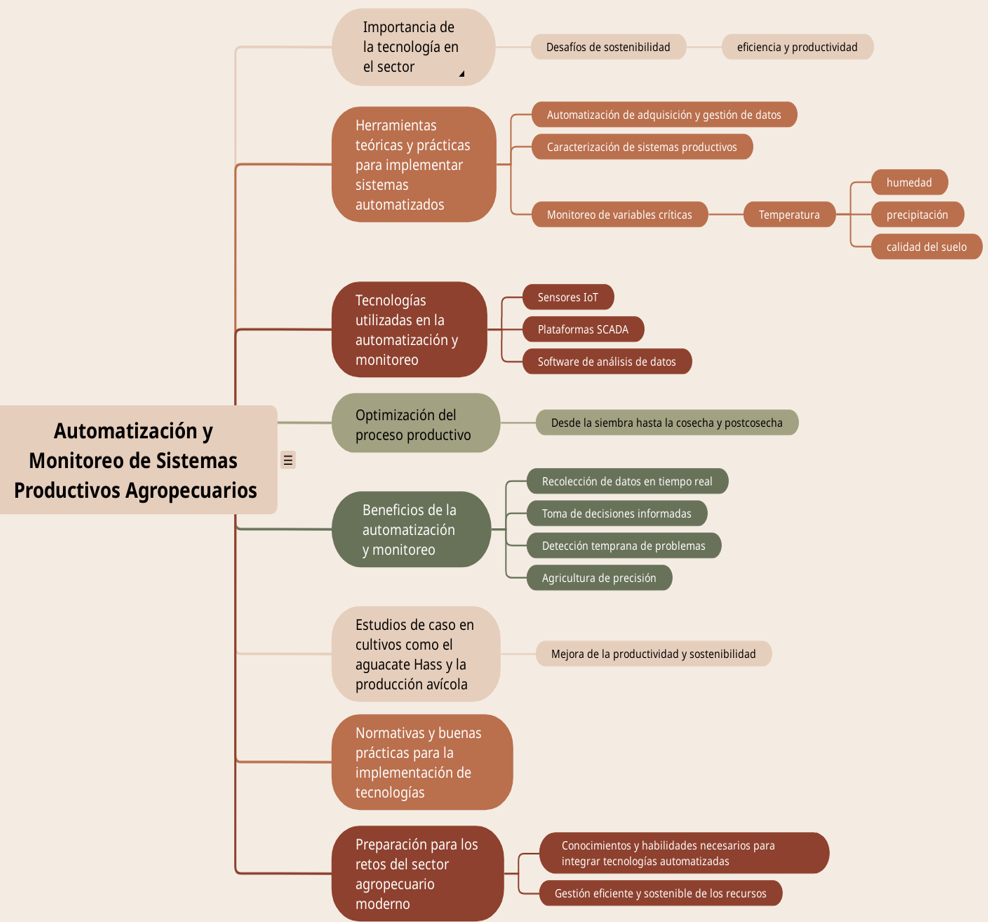 Importancia de
la tecnología en
el sector
Desafíos de sostenibilidad
eficiencia y productividad
Herramientas
teóricas y prácticas
para implementar
sistemas
automatizados
Automatización de adquisición y gestión de datos
Caracterización de sistemas productivos
Monitoreo de variables críticas
Temperatura
humedad
precipitación
calidad del suelo
Tecnologías
utilizadas en la
automatización y
monitoreo
Sensores IoT
Plataformas SCADA
Software de análisis de datos
Automatización y
Monitoreo de Sistemas
Productivos Agropecuarios
Optimización del
proceso productivo
Desde la siembra hasta la cosecha y postcosecha
Beneficios de la
automatización
y monitoreo
Recolección de datos en tiempo real
Toma de decisiones informadas
Detección temprana de problemas
Agricultura de precisión
Estudios de caso en
cultivos como el
aguacate Hass y la
producción avícola
Mejora de la productividad y sostenibilidad
Normativas y buenas
prácticas para la
implementación de
tecnologías
Preparación para los
retos del sector
agropecuario
moderno
Conocimientos y habilidades necesarios para
integrar tecnologías automatizadas
Gestión eficiente y sostenible de los recursos